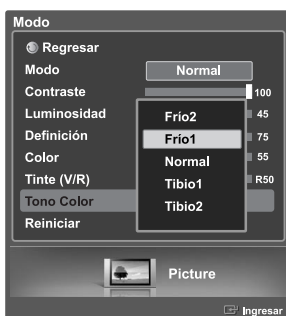 Modo
Regresar
Modo Normal
Contraste 100
Luminosidad 45
Definición 75
Color 55
Tinte (V/R) R50
Tono Color
Reiniciar
Frío2
Frío1
Normal
Tibio1
Tibio2
Picture
Ingresar